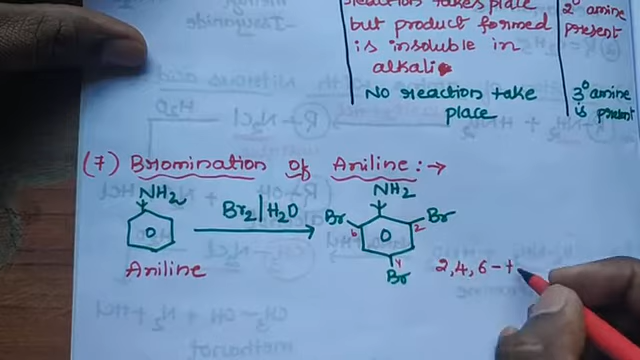 Reaction takes place
but product formed
is insoluble in
alkali
2° amine
present
No reaction take
place
3° amine
is present
(7) Bromination of Aniline:→
NH2
Br2|H2O
Aniline
NH2
Br
Br
6
2
4
Br
2,4,6-t